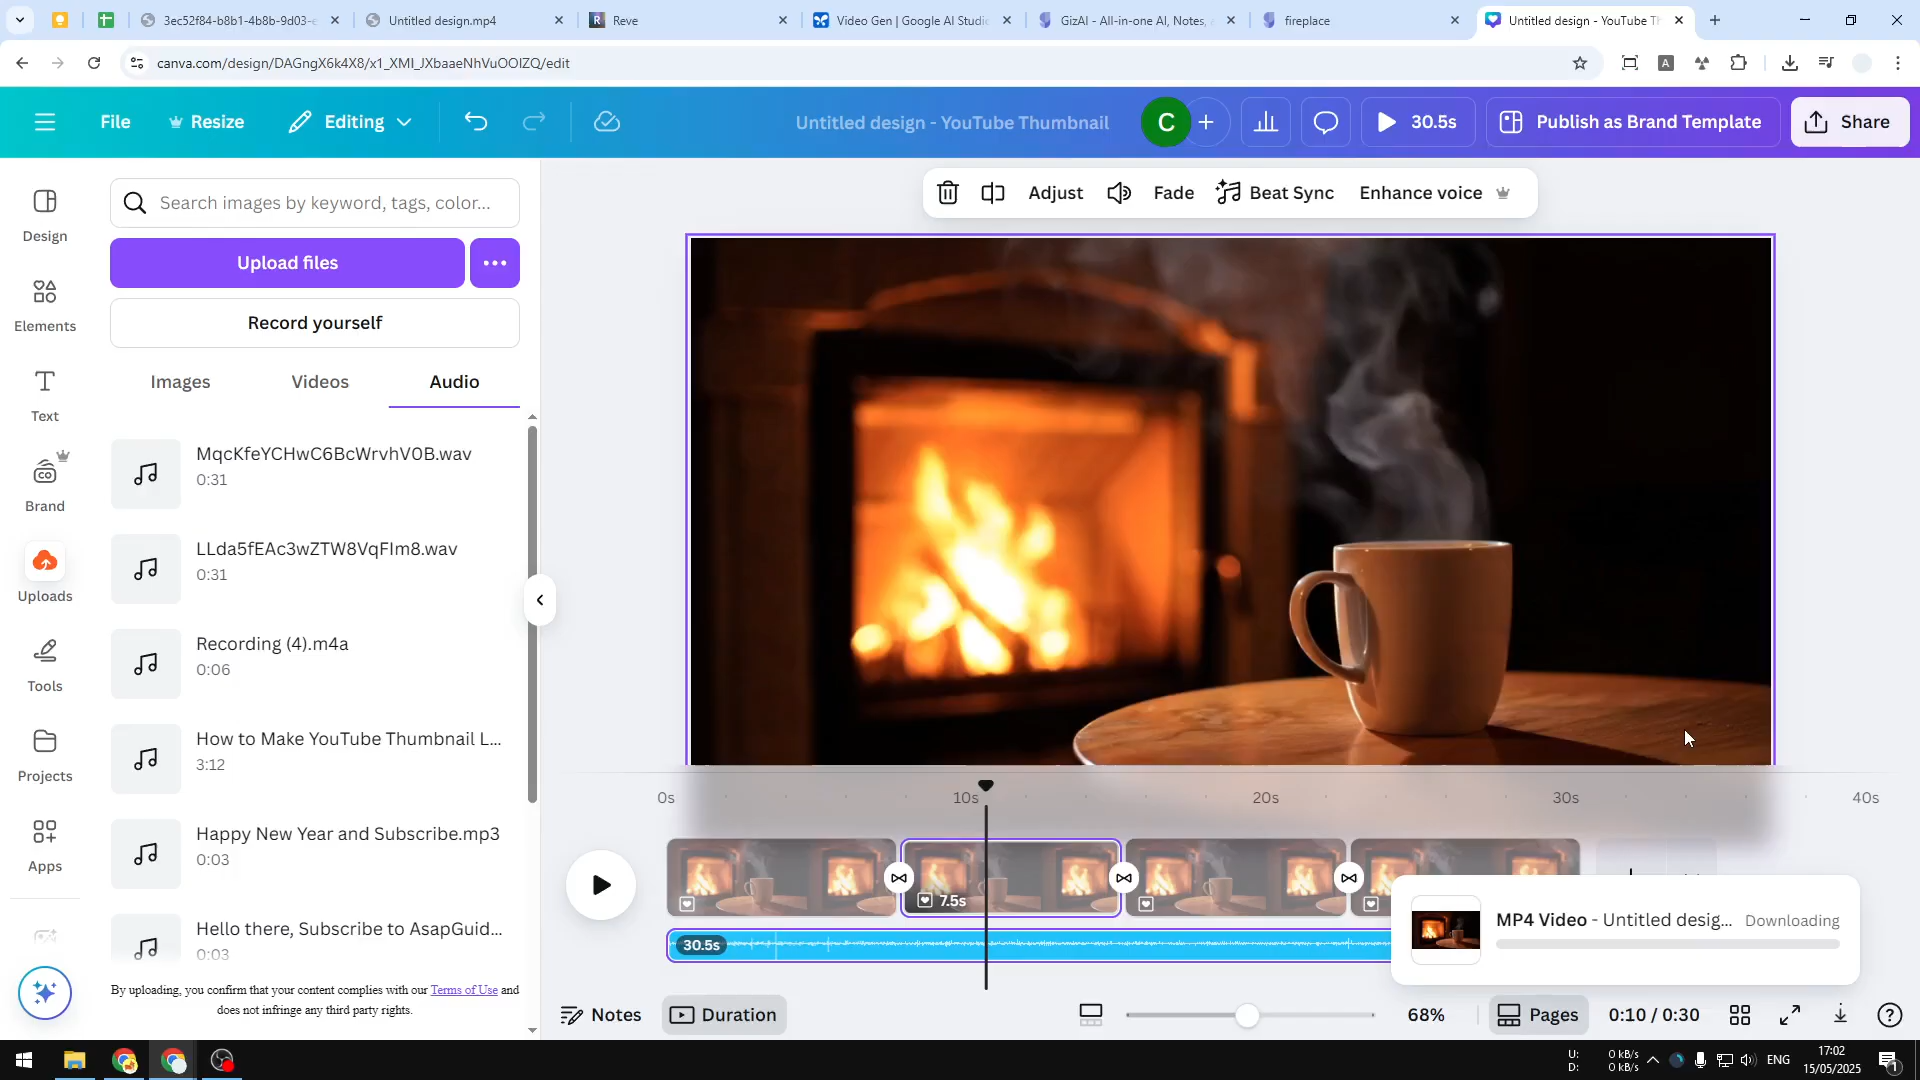 3ec52f84-b8b1-4b8b-9d03-e
Untitled design.mp4
Reve
Video Gen | Google AI Studio
GizAI - All-in-one AI, Notes,
fireplace
Untitled design - YouTube Th
canva.com/design/DAGngX6k4X8/x1_XMI_JXbaaeNhVuOOIZQ/edit
File
Resize
Editing
Untitled design - YouTube Thumbnail
C
30.5s
Publish as Brand Template
Share
Design
Elements
Text
Brand
Uploads
Tools
Projects
Apps
Search images by keyword, tags, color...
Upload files
Record yourself
Images
Videos
Audio
MqcKfeYCHwC6BcWrvhV0B.wav
0:31
LLda5fEAc3wZTW8VqFIm8.wav
0:31
Recording (4).m4a
0:06
How to Make YouTube Thumbnail L...
3:12
Happy New Year and Subscribe.mp3
0:03
Hello there, Subscribe to AsapGuid...
0:03
By uploading, you confirm that your content complies with our Terms of Use and
does not infringe any third party rights.
Adjust
Fade
Beat Sync
Enhance voice
0s
10s
20s
30s
40s
7.5s
30.5s
MP4 Video - Untitled desig...
Downloading
Notes
Duration
68%
Pages
0:10 / 0:30
U: 0 kB/s
D: 0 kB/s
ENG
17:02
15/05/2025
1